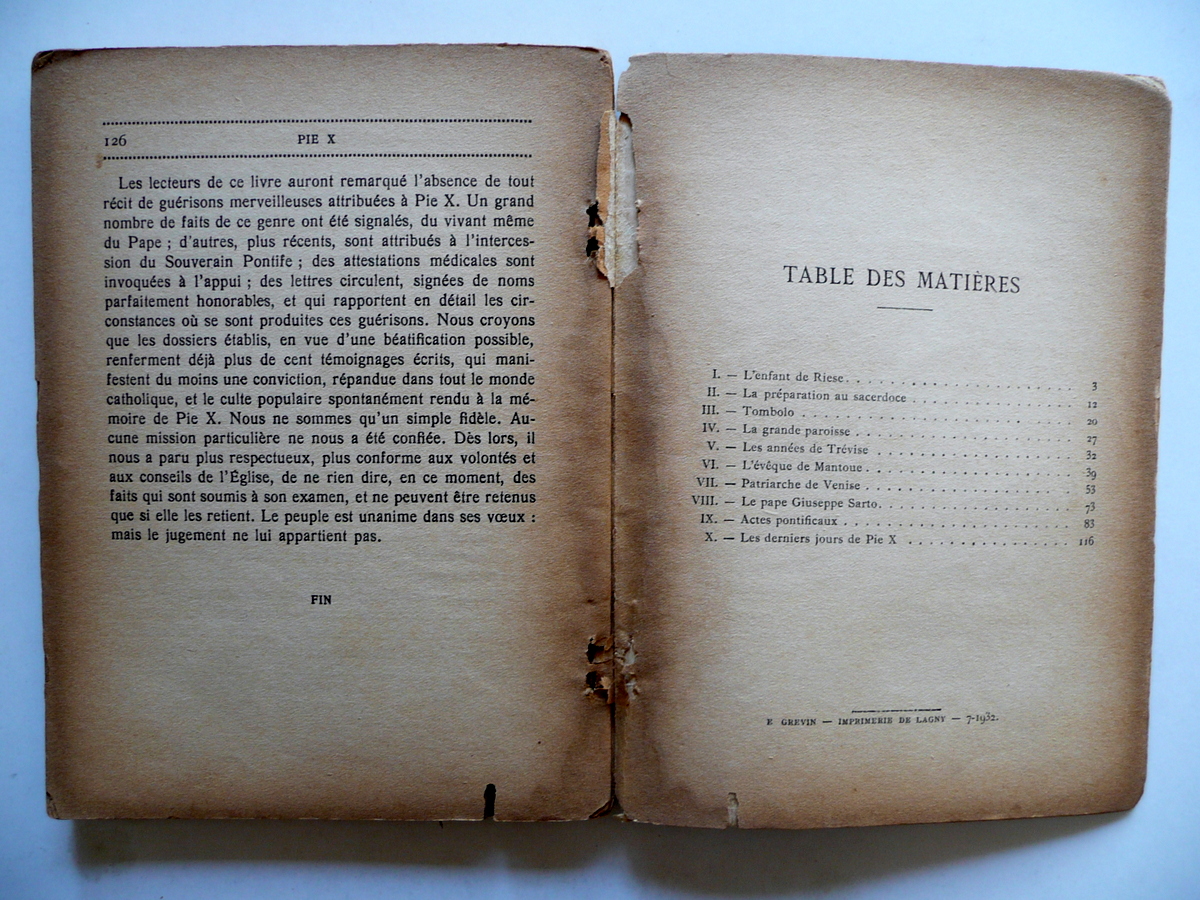 126 PIE X
Les lecteurs de ce livre auront remarqué l'absence de tout
récit de guérisons merveilleuses attribuées à Pie X. Un grand
nombre de faits de ce genre ont été signalés, du vivant même
du Pape ; d'autres, plus récents, sont attribués à l'interces-
sion du Souverain Pontife ; des attestations médicales sont
invoquées à l'appui ; des lettres circulent, signées de noms
parfaitement honorables, et qui rapportent en détail les cir-
constances où se sont produites ces guérisons. Nous croyons
que les dossiers établis, en vue d'une béatification possible,
renferment déjà plus de cent témoignages écrits, qui mani-
festent du moins une conviction, répandue dans tout le monde
catholique, et le culte populaire spontanément rendu à la mé-
moire de Pie X. Nous ne sommes qu'un simple fidèle. Au-
cune mission particulière ne nous a été confiée. Dès lors, il
nous a paru plus respectueux, plus conforme aux volontés et
aux conseils de l'Église, de ne rien dire, en ce moment, des
faits qui sont soumis à son examen, et ne peuvent être retenus
que si elle les retient. Le peuple est unanime dans ses vœux :
mais le jugement ne lui appartient pas.
FIN
TABLE DES MATIÈRES
I. — L'enfant de Riese. . . . . . . . . . . . . . . . . . . 3
II. — La préparation au sacerdoce . . . . . . . . . . . . . 12
III. — Tombolo . . . . . . . . . . . . . . . . . . . . . . 20
IV. — La grande paroisse . . . . . . . . . . . . . . . . . 27
V. — Les années de Trévise . . . . . . . . . . . . . . . . 32
VI. — L'évêque de Mantoue . . . . . . . . . . . . . . . . . 39
VII. — Patriarche de Venise . . . . . . . . . . . . . . . . 53
VIII. — Le pape Giuseppe Sarto. . . . . . . . . . . . . . . 73
IX. — Actes pontificaux . . . . . . . . . . . . . . . . . . 83
X. — Les derniers jours de Pie X . . . . . . . . . . . . . 116
E GREVIN — IMPRIMERIE DE LAGNY — 7-1932.